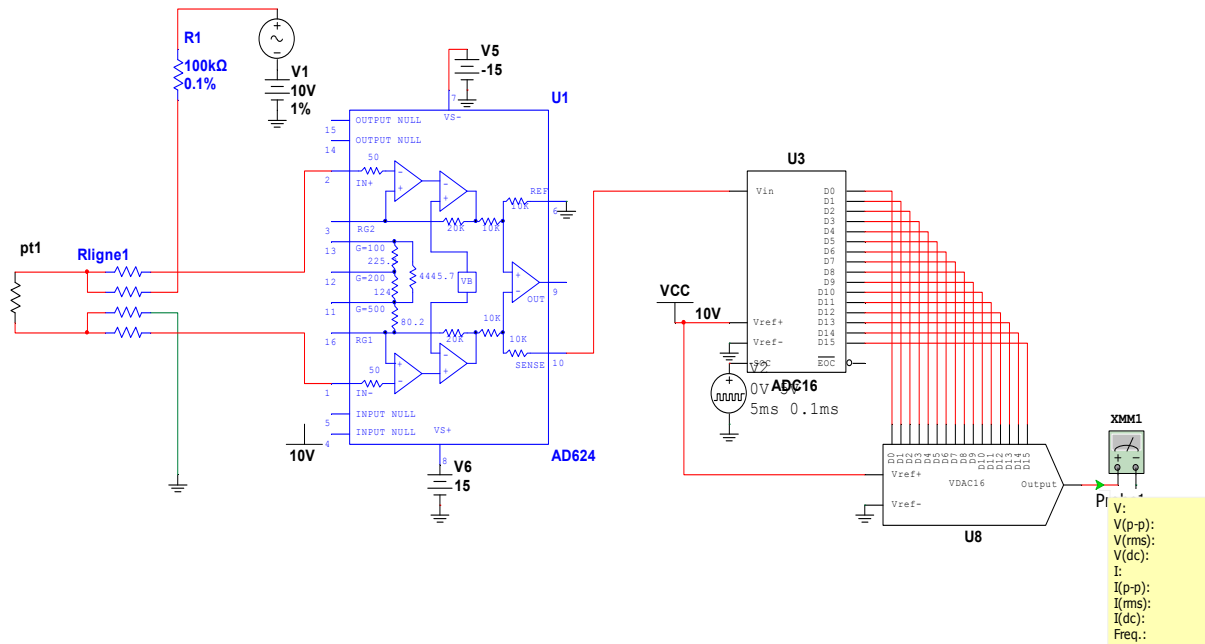 R1
100kΩ
0.1%
V1
10V
1%
V5
-15
U1
7
VS-
15
OUTPUT NULL
14
OUTPUT NULL
50
2
IN+
REF
10K
6
3
RG2
20K
10K
13
G=100
225.
4445.7
12
G=200
124
VB
11
G=500
80.2
OUT
9
10K
16
RG1
20K
10K
SENSE
10
50
1
IN-
5
INPUT NULL
4
INPUT NULL
VS+
8
10V
AD624
V6
15
pt1
Rligne1
U3
Vin
D0
D1
D2
D3
D4
D5
D6
D7
D8
D9
D10
D11
D12
D13
D14
D15
VCC
10V
Vref+
Vref-
SOC
EOC
ADC16
V2
0V 5V
5ms 0.1ms
D0
D1
D2
D3
D4
D5
D6
D7
D8
D9
D10
D11
D12
D13
D14
D15
Vref+
VDAC16
Output
Vref-
U8
XMM1
V:
V(p-p):
V(rms):
V(dc):
I:
I(p-p):
I(rms):
I(dc):
Freq.: